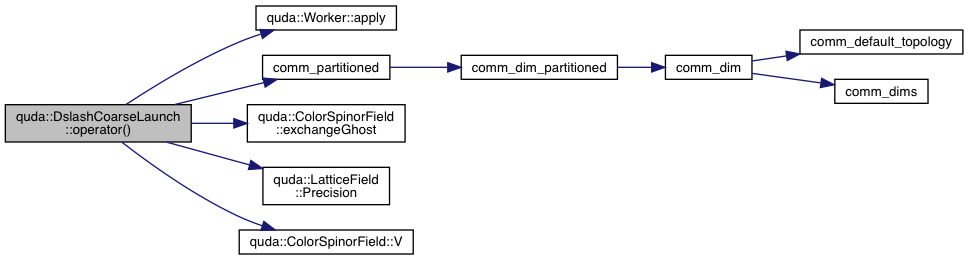 quda::Worker::apply
comm_default_topology
comm_partitioned
comm_dim_partitioned
comm_dim
comm_dims
quda::DslashCoarseLaunch
::operator()
quda::ColorSpinorField
::exchangeGhost
quda::LatticeField
::Precision
quda::ColorSpinorField::V